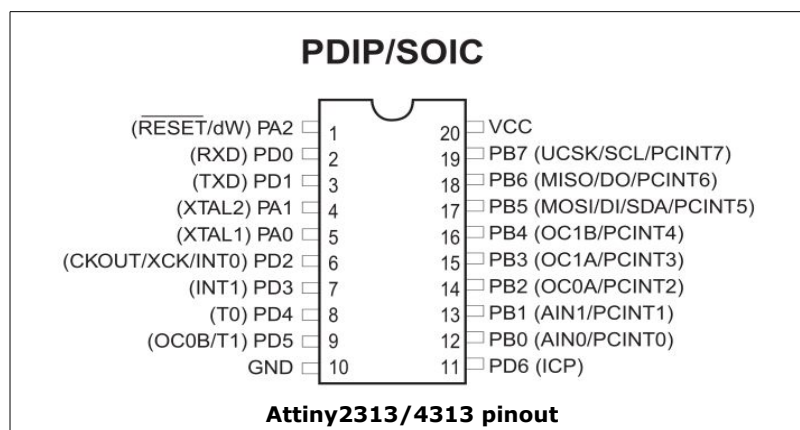 PDIP/SOIC
(RESET/dW) PA2 1 20 VCC
(RXD) PD0 2 19 PB7 (UCSK/SCL/PCINT7)
(TXD) PD1 3 18 PB6 (MISO/DO/PCINT6)
(XTAL2) PA1 4 17 PB5 (MOSI/DI/SDA/PCINT5)
(XTAL1) PA0 5 16 PB4 (OC1B/PCINT4)
(CKOUT/XCK/INT0) PD2 6 15 PB3 (OC1A/PCINT3)
(INT1) PD3 7 14 PB2 (OC0A/PCINT2)
(T0) PD4 8 13 PB1 (AIN1/PCINT1)
(OC0B/T1) PD5 9 12 PB0 (AIN0/PCINT0)
GND 10 11 PD6 (ICP)
Attiny2313/4313 pinout